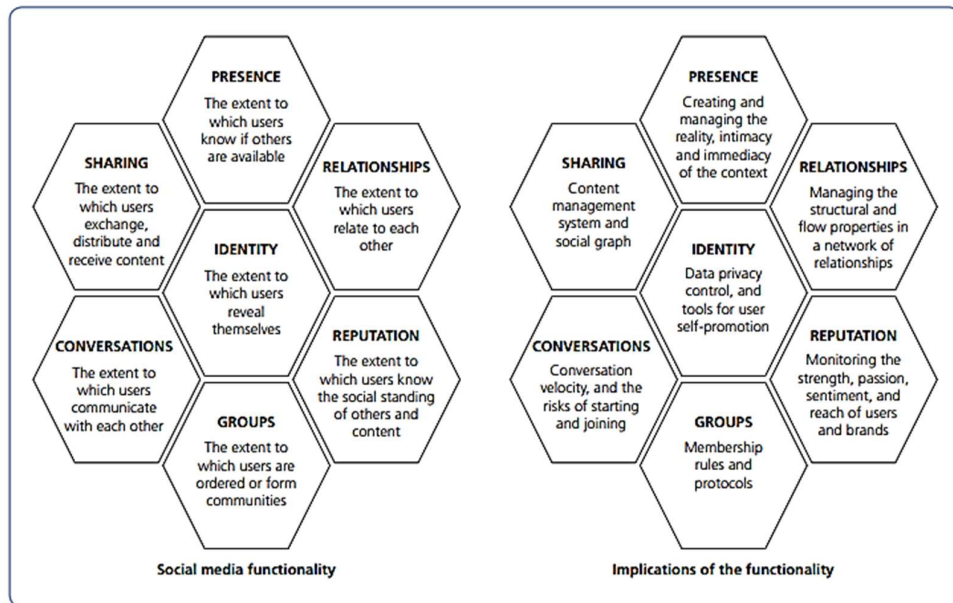 PRESENCE
The extent to
which users
know if others
are available
SHARING
The extent to
which users
exchange,
distribute and
receive content
RELATIONSHIPS
The extent to
which users
relate to each
other
IDENTITY
The extent to
which users
reveal
themselves
CONVERSATIONS
The extent to
which users
communicate
with each other
REPUTATION
The extent to
which users know
the social standing
of others and
content
GROUPS
The extent to
which users are
ordered or form
communities
Social media functionality
PRESENCE
Creating and
managing the
reality, intimacy
and immediacy
of the context
SHARING
Content
management
system and
social graph
RELATIONSHIPS
Managing the
structural and
flow properties in
a network of
relationships
IDENTITY
Data privacy
control, and
tools for user
self-promotion
CONVERSATIONS
Conversation
velocity, and the
risks of starting
and joining
REPUTATION
Monitoring the
strength, passion,
sentiment, and
reach of users
and brands
GROUPS
Membership
rules and
protocols
Implications of the functionality